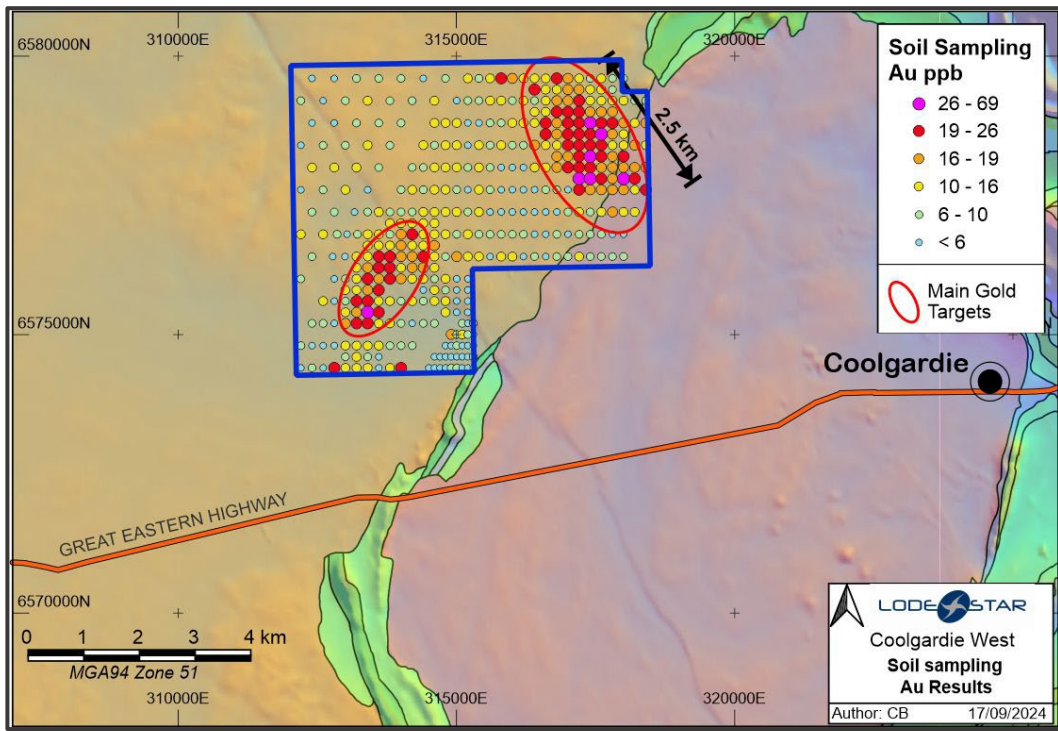 310000E
315000E
320000E
6580000N
Soil Sampling
Au ppb
26 - 69
19 - 26
16 - 19
10 - 16
6 - 10
< 6
Main Gold
Targets
2.5 km
6575000N
Coolgardie
GREAT EASTERN HIGHWAY
6570000N
0 1 2 3 4 km
MGA94 Zone 51
310000E
315000E
320000E
LODESTAR
Coolgardie West
Soil sampling
Au Results
Author: CB 17/09/2024